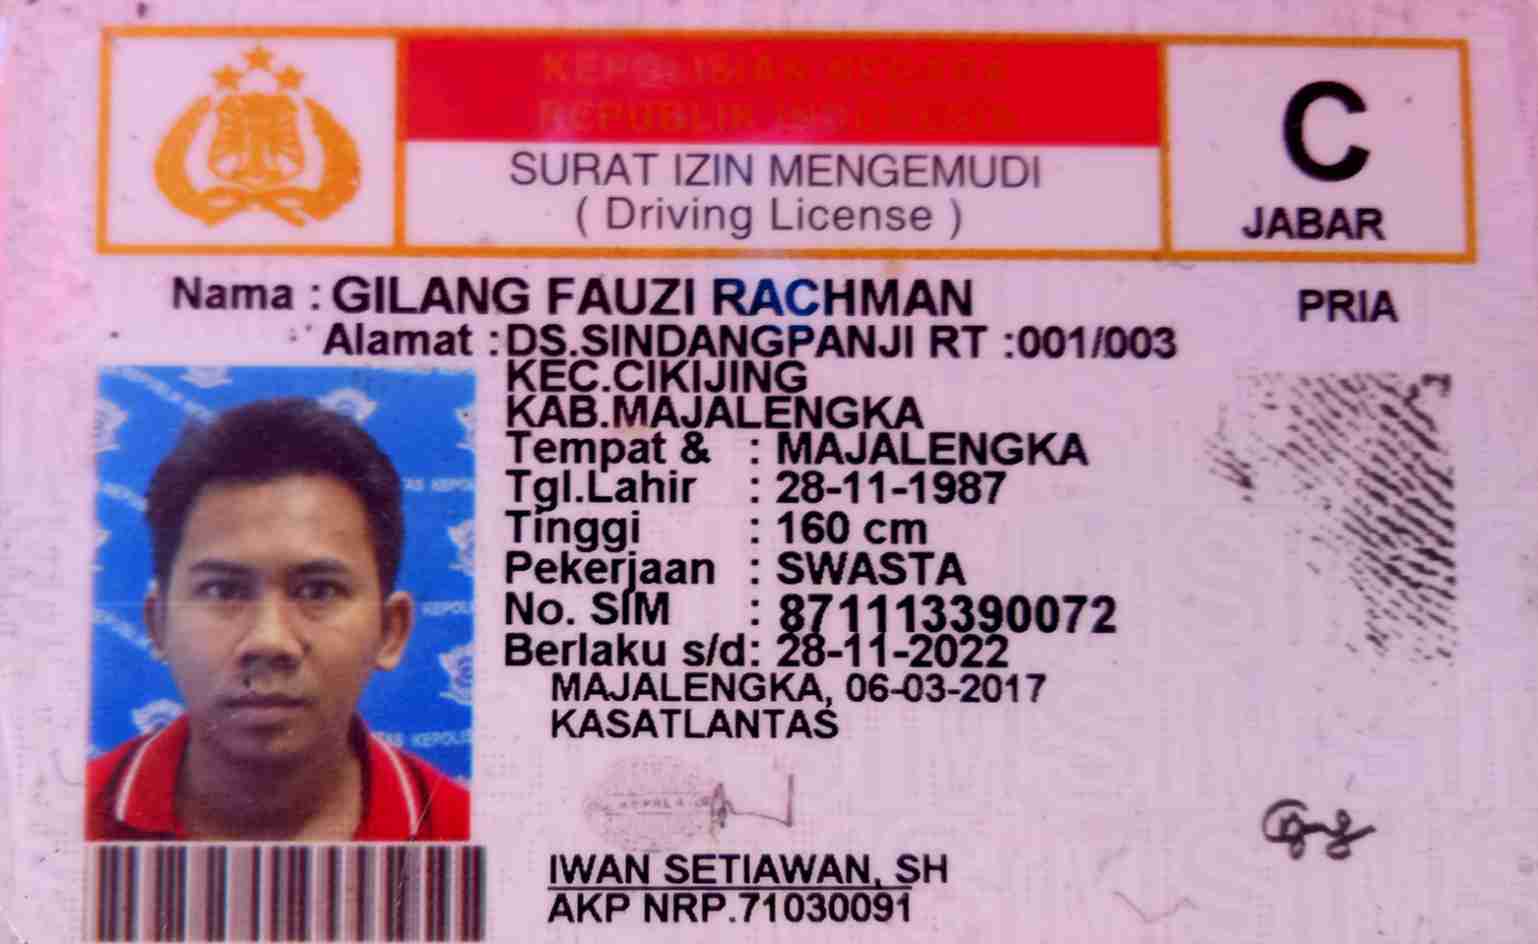 KEPOLISIAN NEGARA
REPUBLIK INDONESIA
SURAT IZIN MENGEMUDI
( Driving License )
C
JABAR
Nama : GILANG FAUZI RACHMAN
PRIA
Alamat : DS.SINDANGPANJI RT :001/003
KEC.CIKIJING
KAB.MAJALENGKA
Tempat & : MAJALENGKA
Tgl.Lahir : 28-11-1987
Tinggi : 160 cm
Pekerjaan : SWASTA
No. SIM : 871113390072
Berlaku s/d: 28-11-2022
MAJALENGKA, 06-03-2017
KASATLANTAS
IWAN SETIAWAN, SH
AKP NRP.71030091